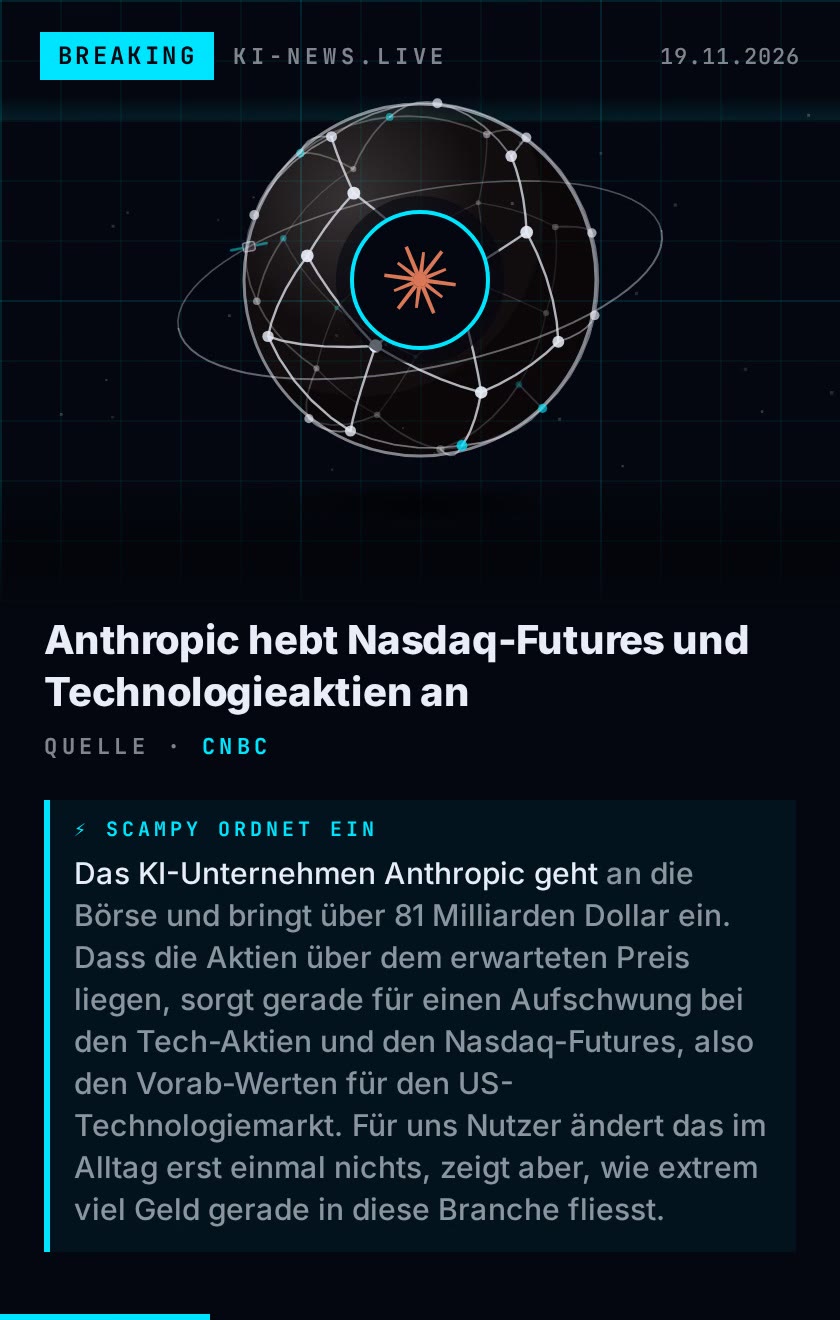 BREAKING KI-NEWS.LIVE 19.11.2026
Anthropic hebt Nasdaq-Futures und
Technologieaktien an
QUELLE · CNBC
⚡ SCAMPY ORDNET EIN
Das KI-Unternehmen Anthropic geht an die
Börse und bringt über 81 Milliarden Dollar ein.
Dass die Aktien über dem erwarteten Preis
liegen, sorgt gerade für einen Aufschwung bei
den Tech-Aktien und den Nasdaq-Futures, also
den Vorab-Werten für den US-
Technologiemarkt. Für uns Nutzer ändert das im
Alltag erst einmal nichts, zeigt aber, wie extrem
viel Geld gerade in diese Branche fliesst.